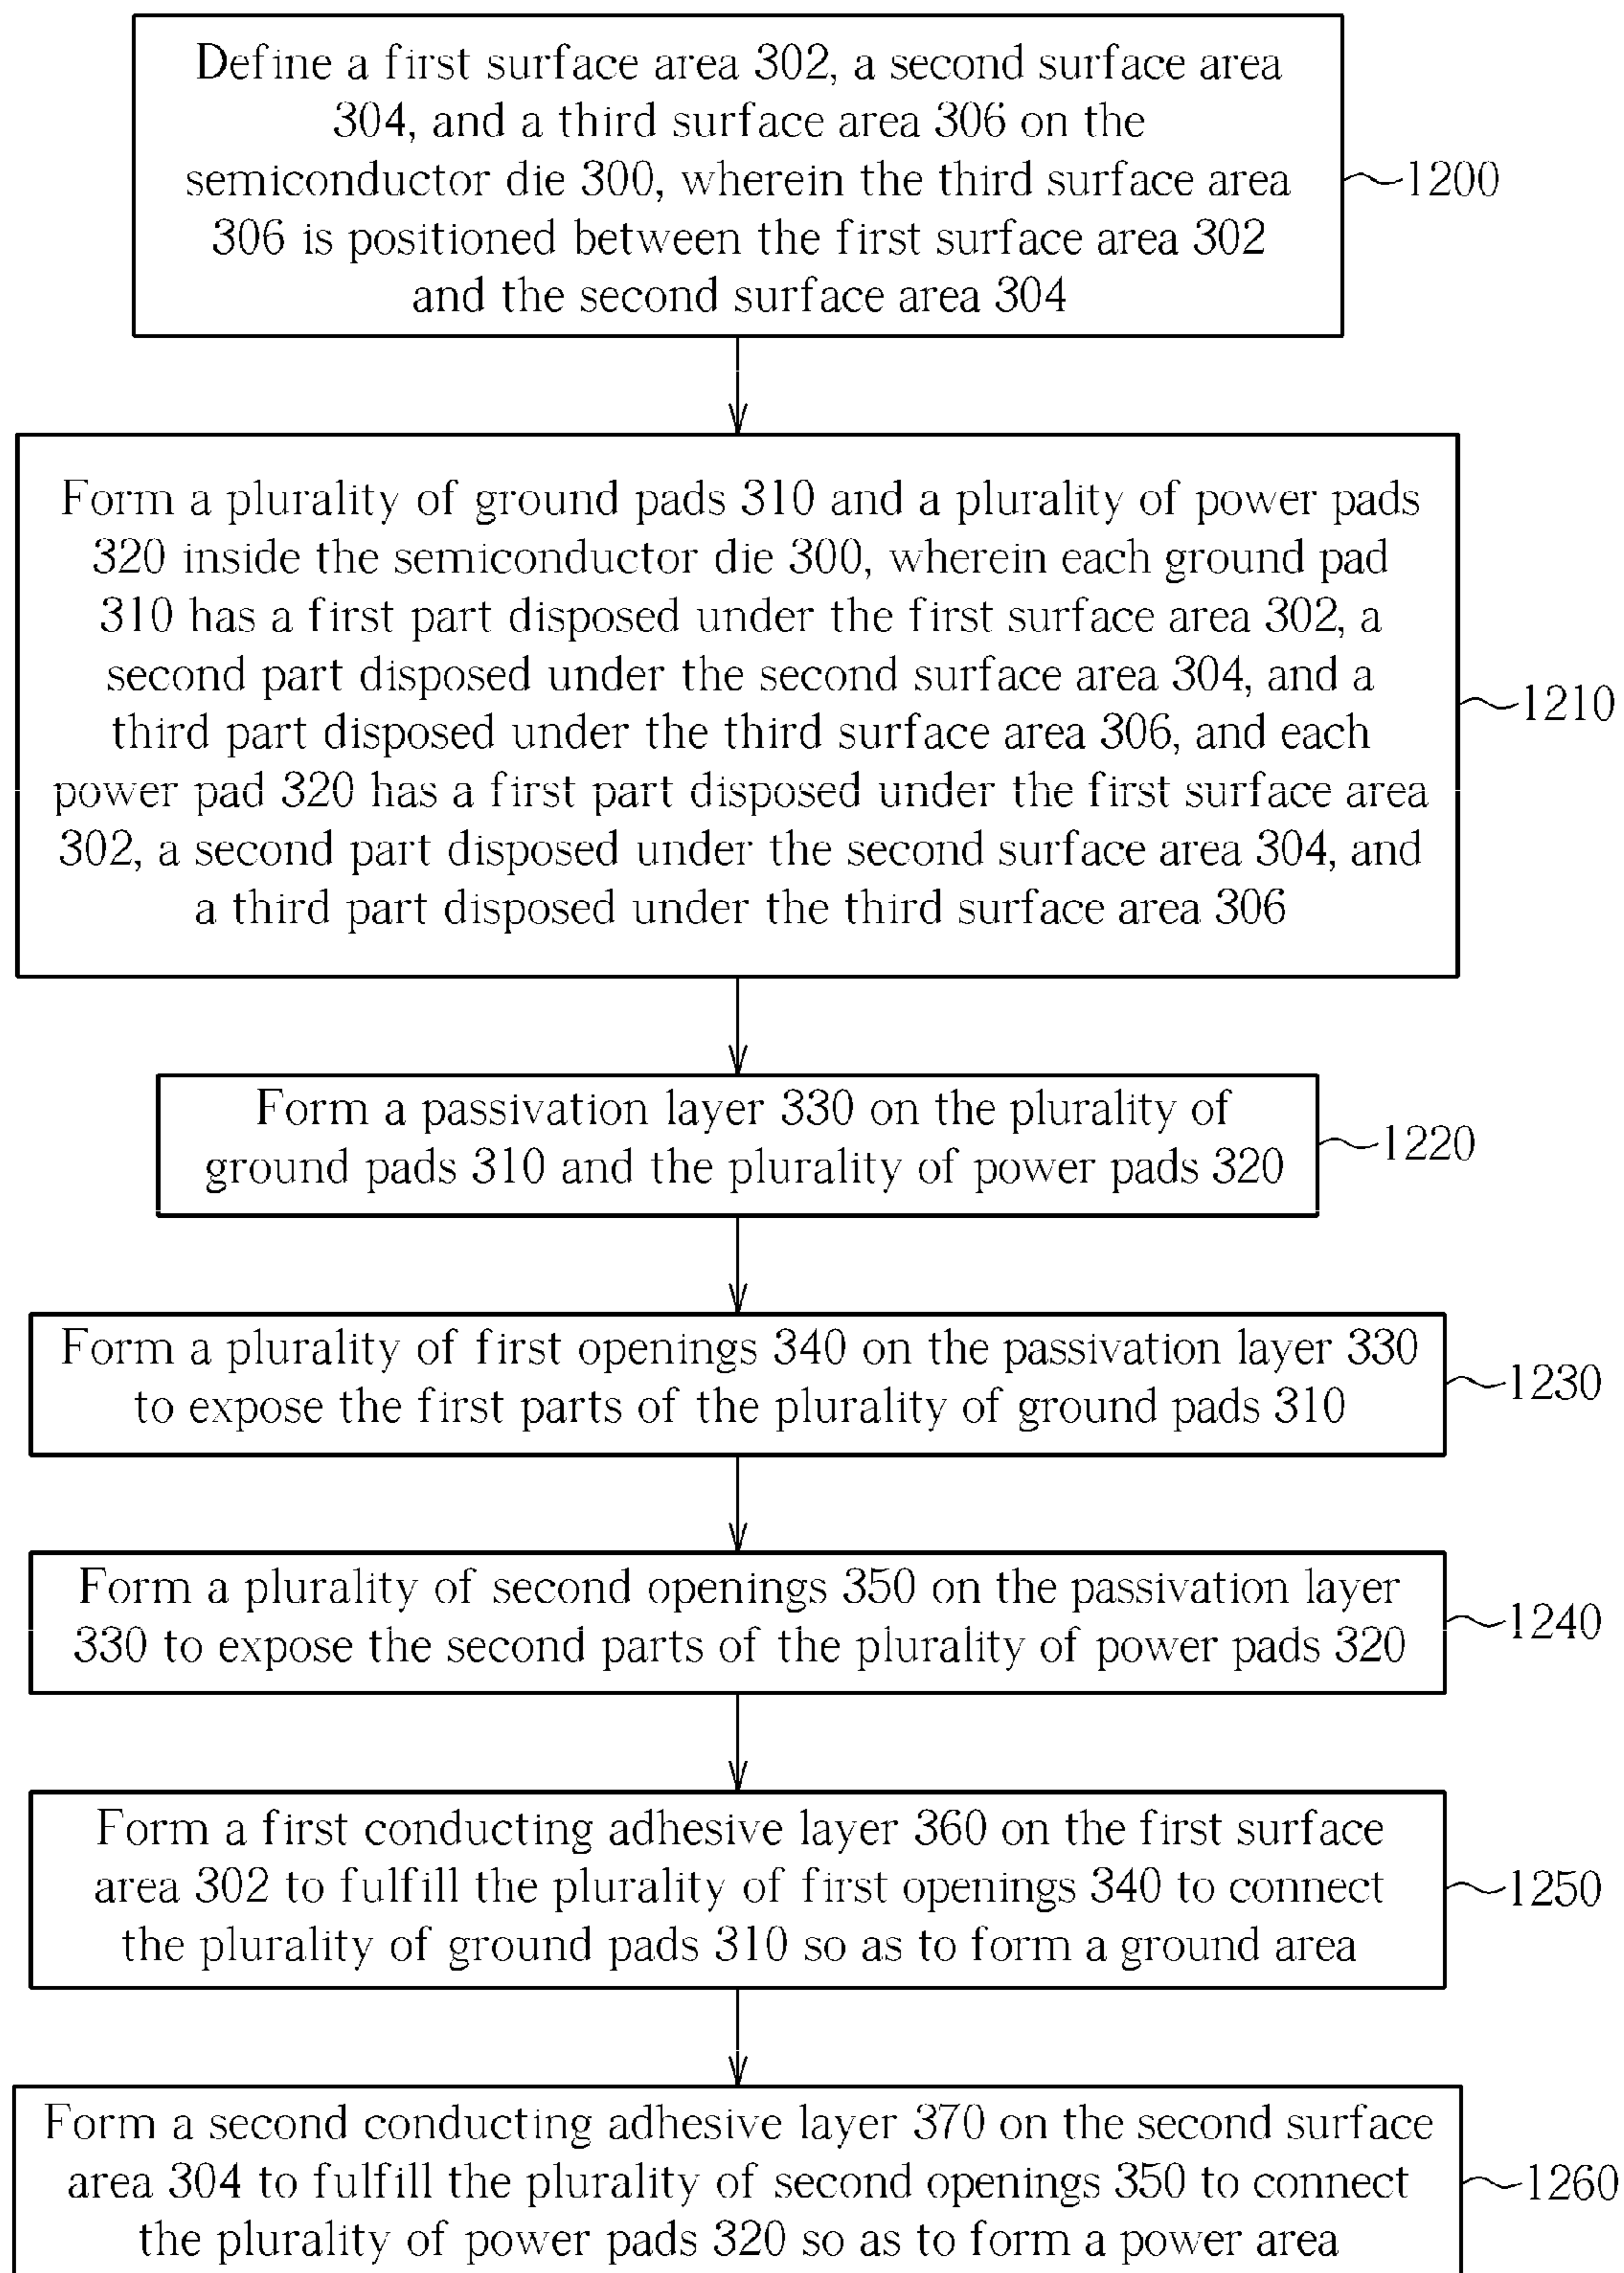 Define a first surface area 302, a second surface area
304, and a third surface area 306 on the
semiconductor die 300, wherein the third surface area
306 is positioned between the first surface area 302
and the second surface area 304
1200
Form a plurality of ground pads 310 and a plurality of power pads
320 inside the semiconductor die 300, wherein each ground pad
310 has a first part disposed under the first surface area 302, a
second part disposed under the second surface area 304, and a
third part disposed under the third surface area 306, and each
power pad 320 has a first part disposed under the first surface area
302, a second part disposed under the second surface area 304, and
a third part disposed under the third surface area 306
1210
Form a passivation layer 330 on the plurality of
ground pads 310 and the plurality of power pads 320
1220
Form a plurality of first openings 340 on the passivation layer 330
to expose the first parts of the plurality of ground pads 310
1230
Form a plurality of second openings 350 on the passivation layer
330 to expose the second parts of the plurality of power pads 320
1240
Form a first conducting adhesive layer 360 on the first surface
area 302 to fulfill the plurality of first openings 340 to connect
the plurality of ground pads 310 so as to form a ground area
1250
Form a second conducting adhesive layer 370 on the second surface
area 304 to fulfill the plurality of second openings 350 to connect
the plurality of power pads 320 so as to form a power area
1260